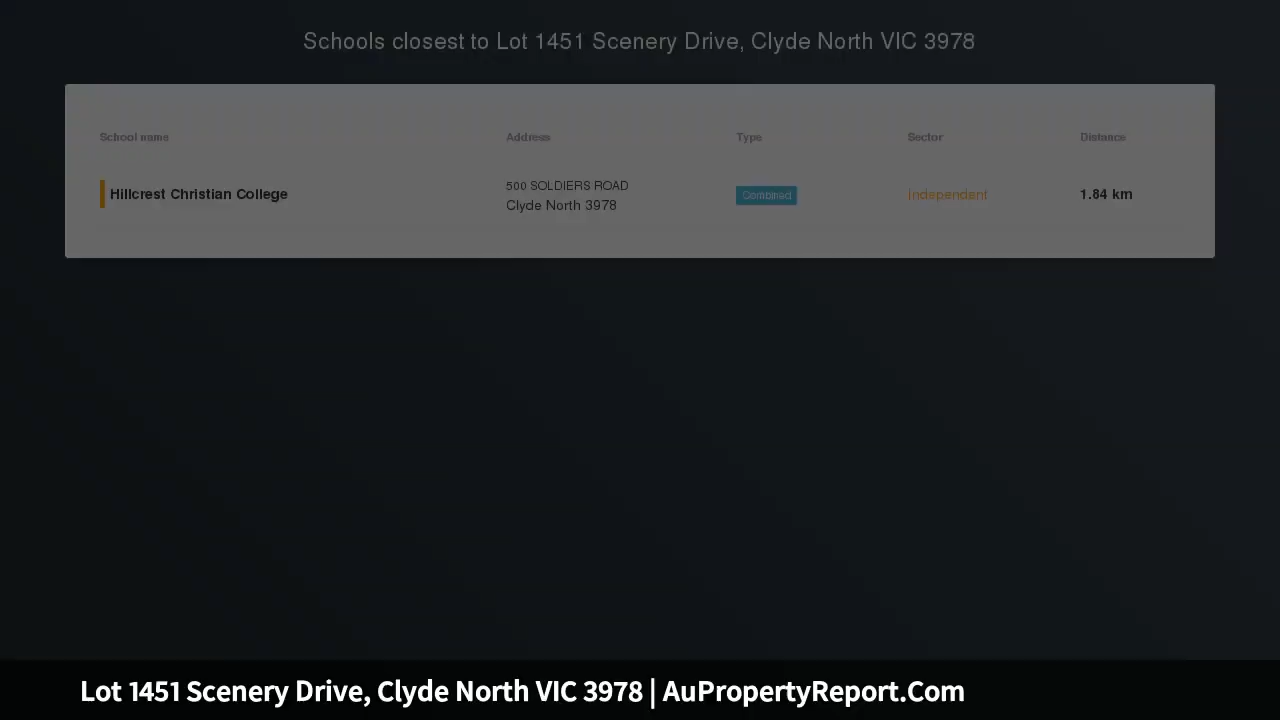 Schools closest to Lot 1451 Scenery Drive, Clyde North VIC 3978
School name Address Type Sector Distance
Hillcrest Christian College 500 SOLDIERS ROAD Combined Independent 1.84 km
Clyde North 3978
Lot 1451 Scenery Drive, Clyde North VIC 3978 | AuPropertyReport.Com